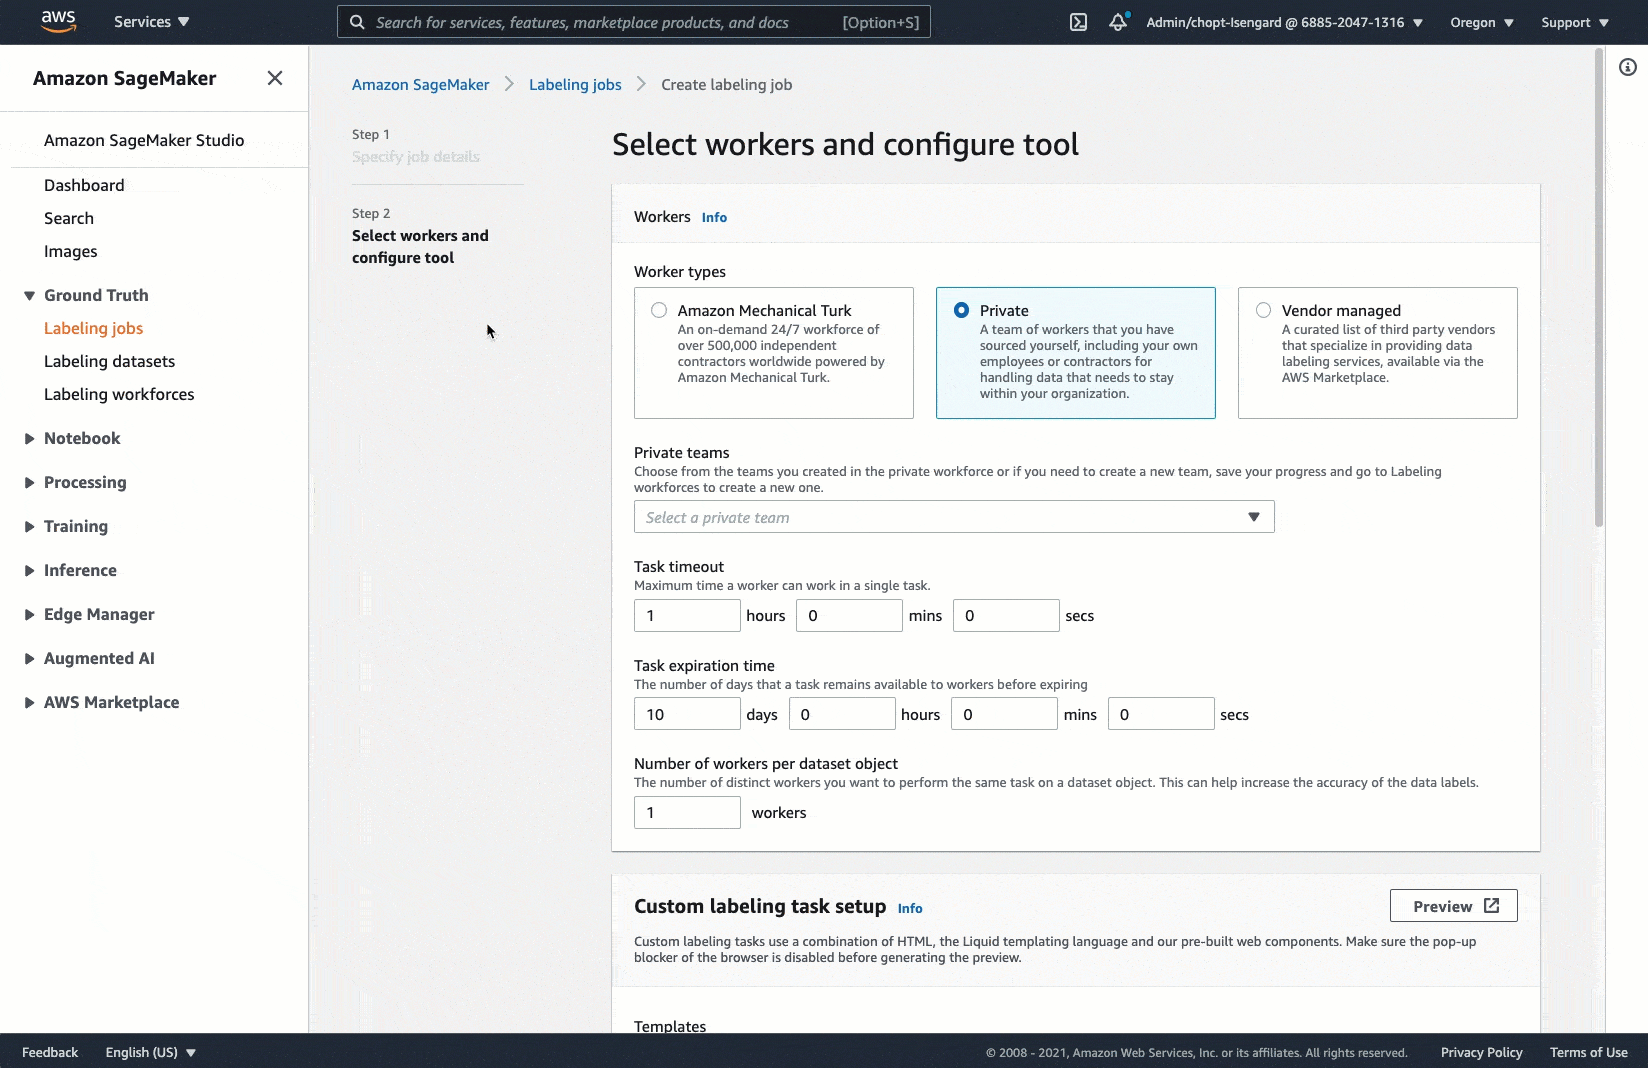 aws
Services
Search for services, features, marketplace products, and docs [Option+S]
Admin/chopt-Isengard @ 6885-2047-1316
Oregon
Support
Amazon SageMaker
Amazon SageMaker Studio
Dashboard
Search
Images
Ground Truth
Labeling jobs
Labeling datasets
Labeling workforces
Notebook
Processing
Training
Inference
Edge Manager
Augmented AI
AWS Marketplace
Amazon SageMaker > Labeling jobs > Create labeling job
Step 1
Specify job details
Step 2
Select workers and
configure tool
Select workers and configure tool
Workers Info
Worker types
Amazon Mechanical Turk
An on-demand 24/7 workforce of
over 500,000 independent
contractors worldwide powered by
Amazon Mechanical Turk.
Private
A team of workers that you have
sourced yourself, including your own
employees or contractors for
handling data that needs to stay
within your organization.
Vendor managed
A curated list of third party vendors
that specialize in providing data
labeling services, available via the
AWS Marketplace.
Private teams
Choose from the teams you created in the private workforce or if you need to create a new team, save your progress and go to Labeling
workforces to create a new one.
Select a private team
Task timeout
Maximum time a worker can work in a single task.
1 hours 0 mins 0 secs
Task expiration time
The number of days that a task remains available to workers before expiring
10 days 0 hours 0 mins 0 secs
Number of workers per dataset object
The number of distinct workers you want to perform the same task on a dataset object. This can help increase the accuracy of the data labels.
1 workers
Custom labeling task setup Info
Preview
Custom labeling tasks use a combination of HTML, the Liquid templating language and our pre-built web components. Make sure the pop-up
blocker of the browser is disabled before generating the preview.
Templates
Feedback
English (US)
© 2008 - 2021, Amazon Web Services, Inc. or its affiliates. All rights reserved.
Privacy Policy
Terms of Use